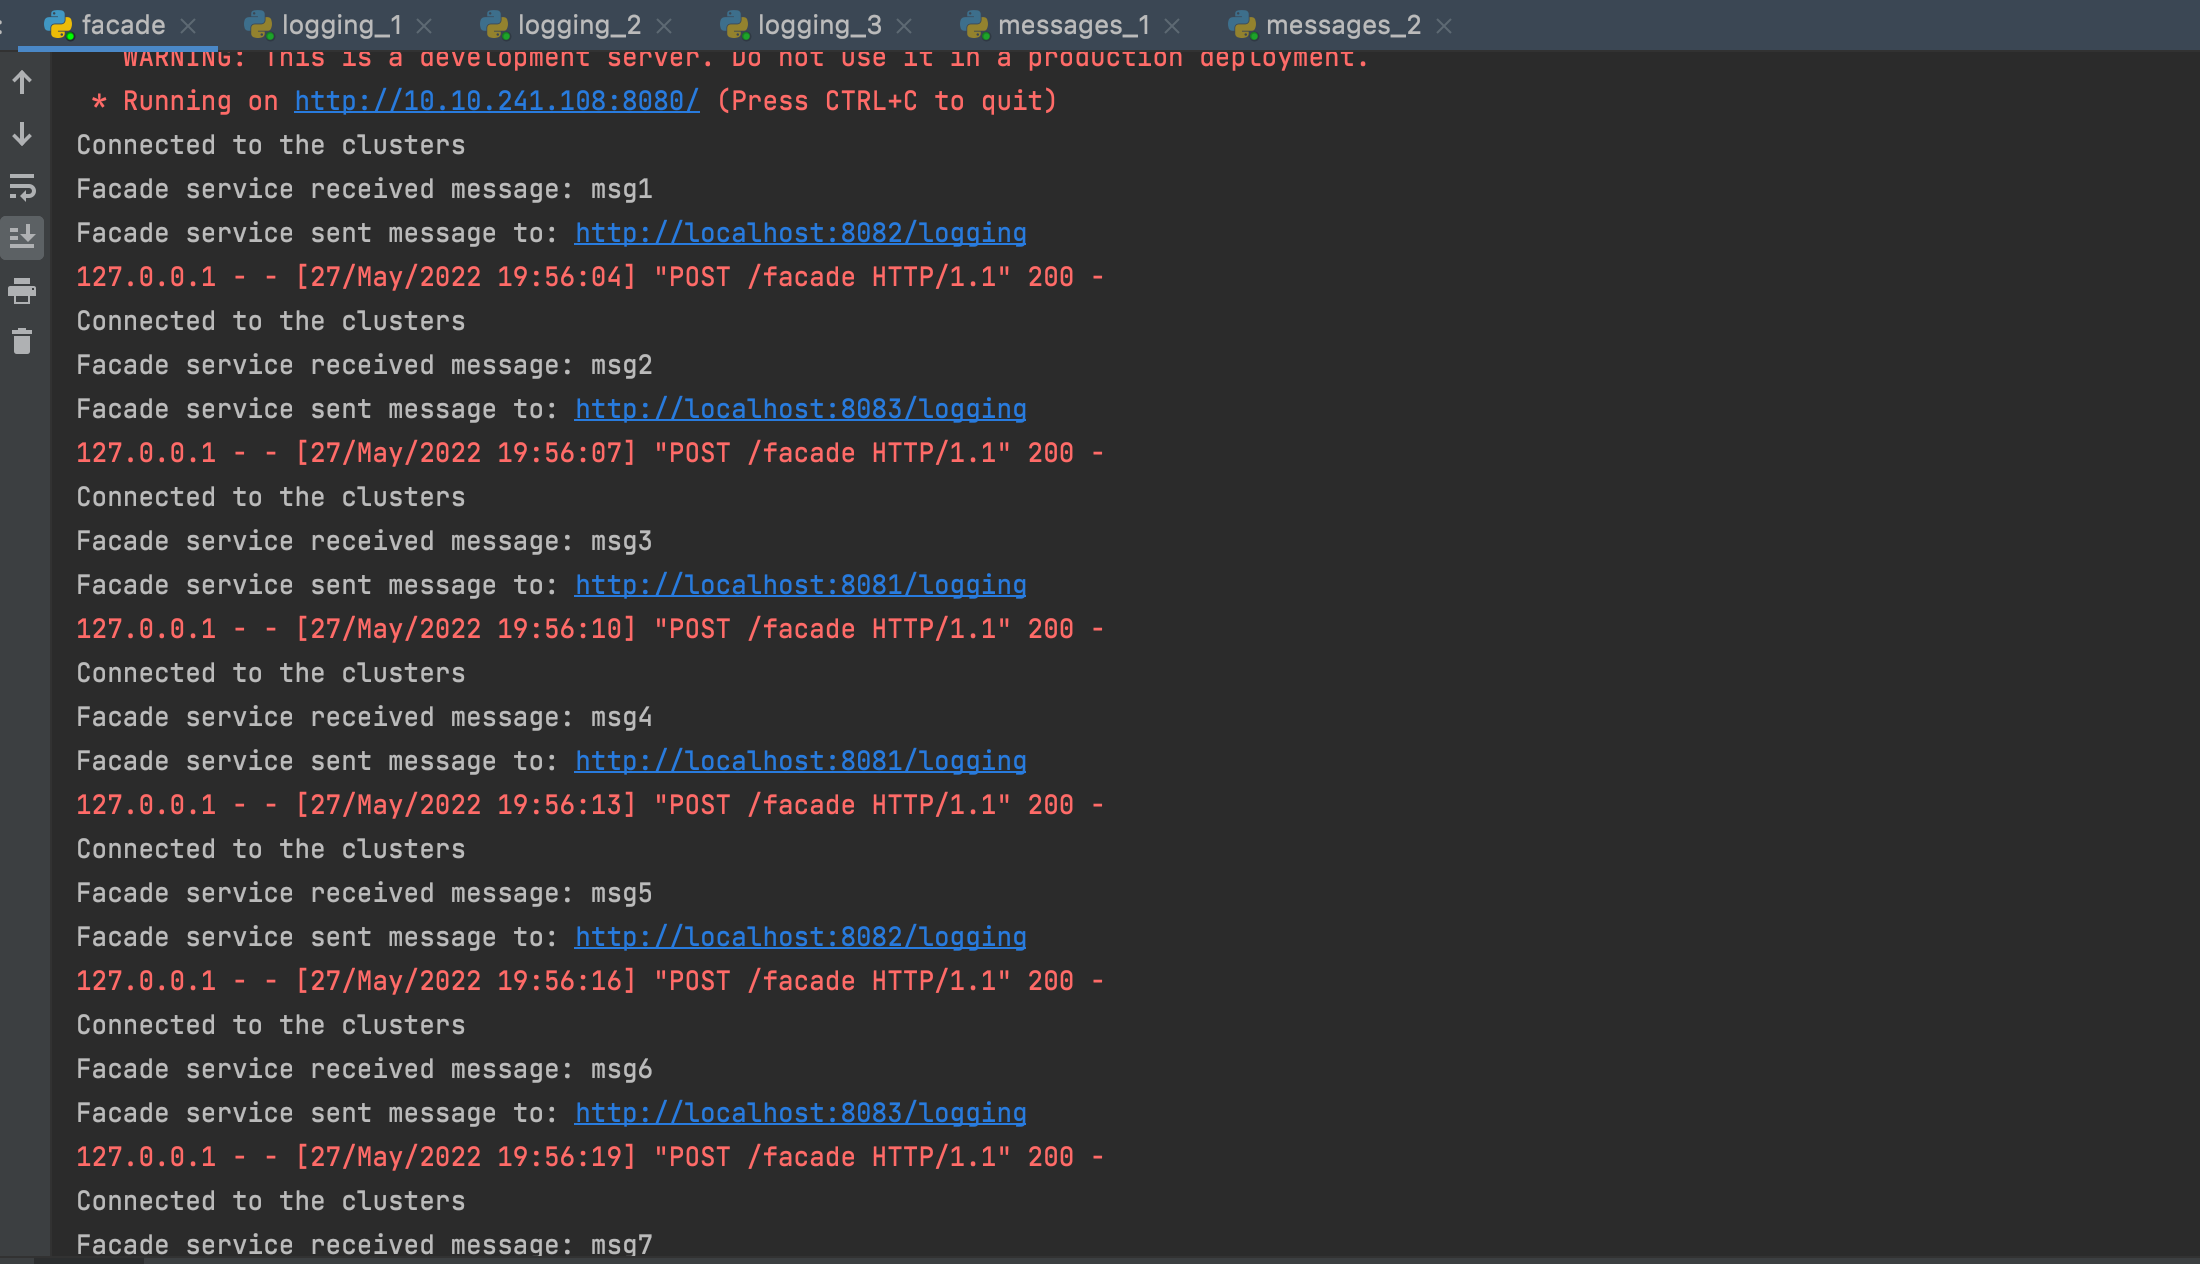 facade logging_1 logging_2 logging_3 messages_1 messages_2
WARNING: This is a development server. Do not use it in a production deployment.
* Running on http://10.10.241.108:8080/ (Press CTRL+C to quit)
Connected to the clusters
Facade service received message: msg1
Facade service sent message to: http://localhost:8082/logging
127.0.0.1 - - [27/May/2022 19:56:04] "POST /facade HTTP/1.1" 200 -
Connected to the clusters
Facade service received message: msg2
Facade service sent message to: http://localhost:8083/logging
127.0.0.1 - - [27/May/2022 19:56:07] "POST /facade HTTP/1.1" 200 -
Connected to the clusters
Facade service received message: msg3
Facade service sent message to: http://localhost:8081/logging
127.0.0.1 - - [27/May/2022 19:56:10] "POST /facade HTTP/1.1" 200 -
Connected to the clusters
Facade service received message: msg4
Facade service sent message to: http://localhost:8081/logging
127.0.0.1 - - [27/May/2022 19:56:13] "POST /facade HTTP/1.1" 200 -
Connected to the clusters
Facade service received message: msg5
Facade service sent message to: http://localhost:8082/logging
127.0.0.1 - - [27/May/2022 19:56:16] "POST /facade HTTP/1.1" 200 -
Connected to the clusters
Facade service received message: msg6
Facade service sent message to: http://localhost:8083/logging
127.0.0.1 - - [27/May/2022 19:56:19] "POST /facade HTTP/1.1" 200 -
Connected to the clusters
Facade service received message: msg7